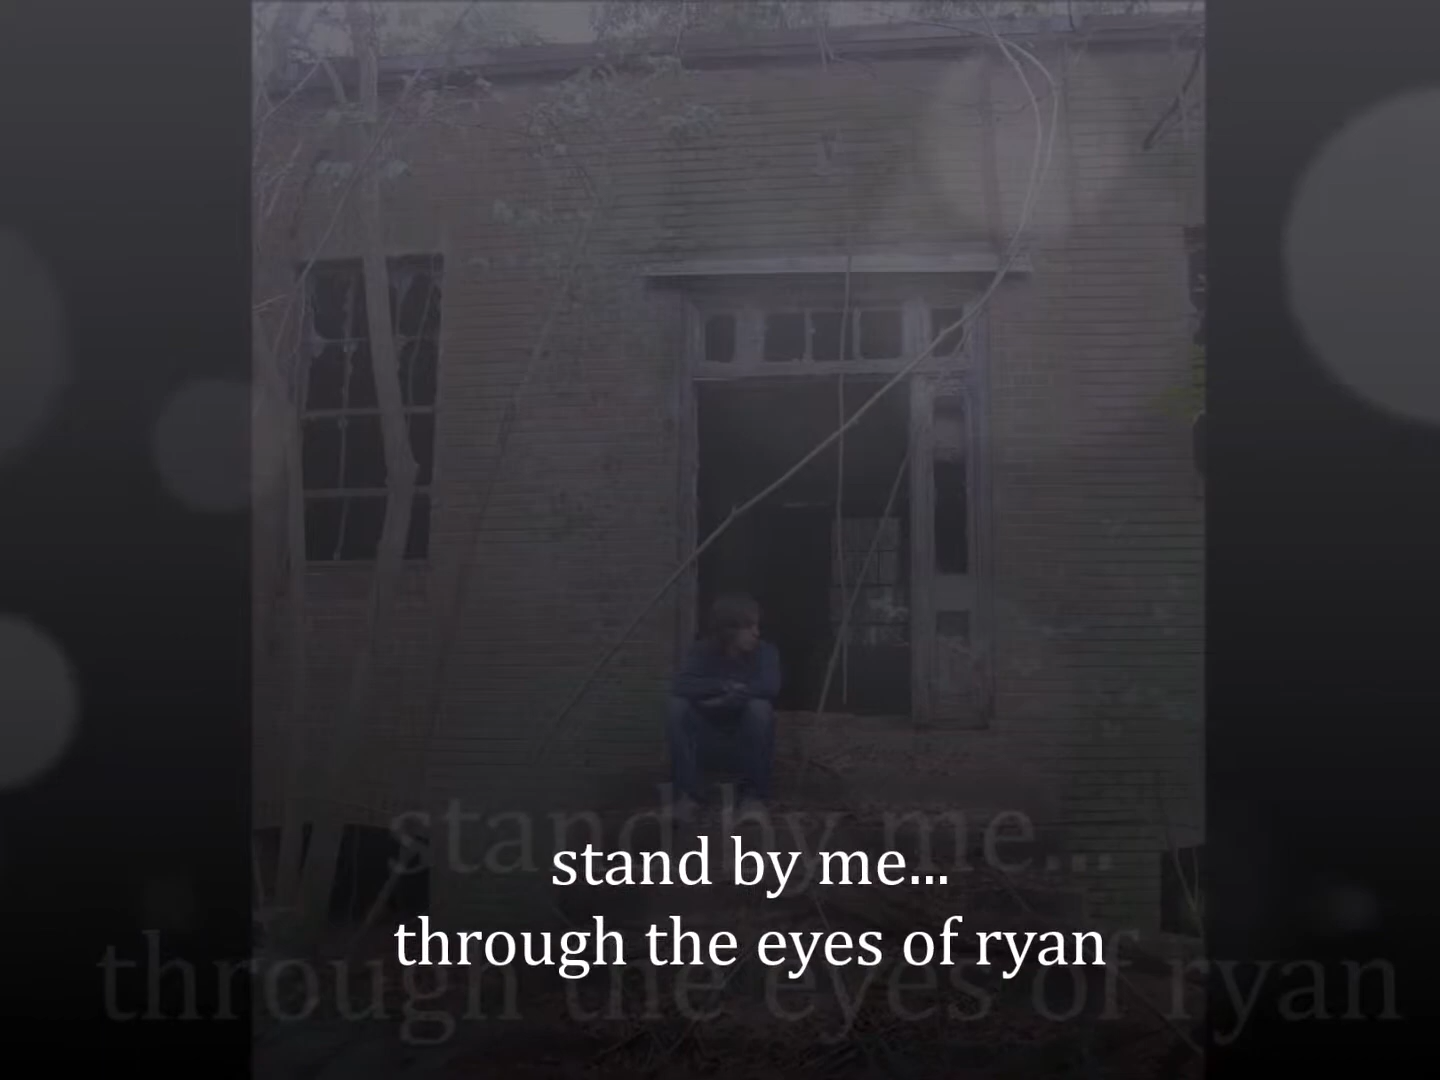 stand by me...
through the eyes of ryan